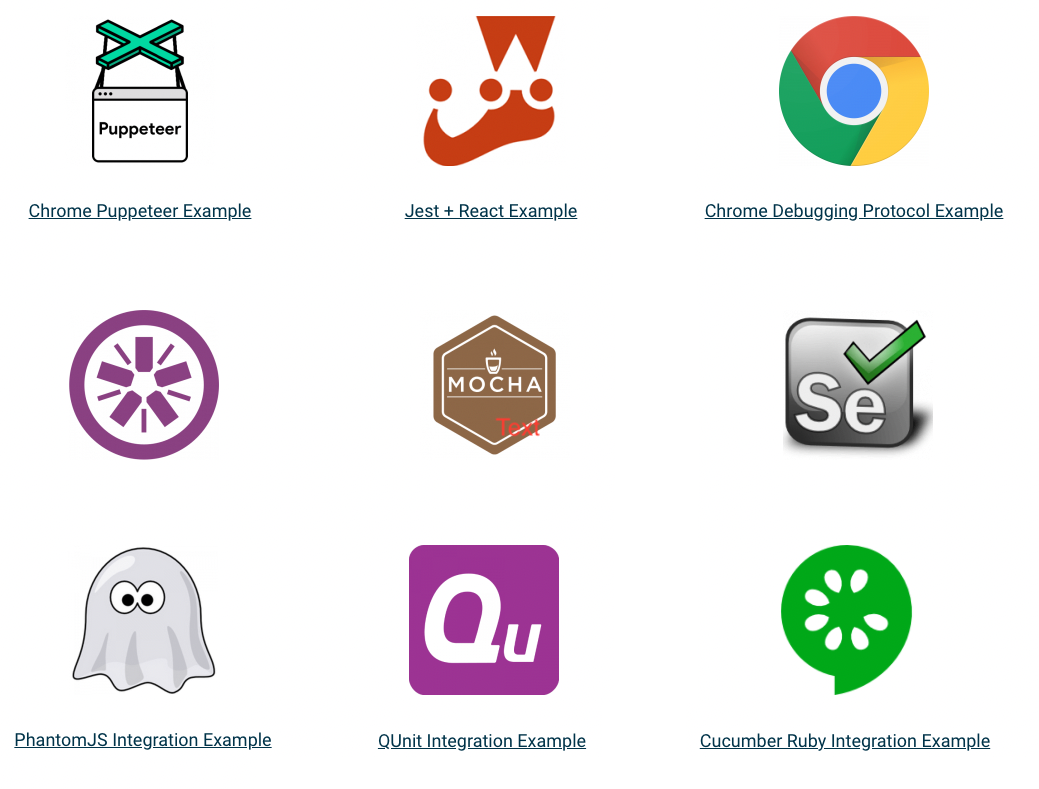 Puppeteer
Chrome Puppeteer Example
Jest + React Example
Chrome Debugging Protocol Example
MOCHA
Text
Se
Qu
PhantomJS Integration Example
QUnit Integration Example
Cucumber Ruby Integration Example